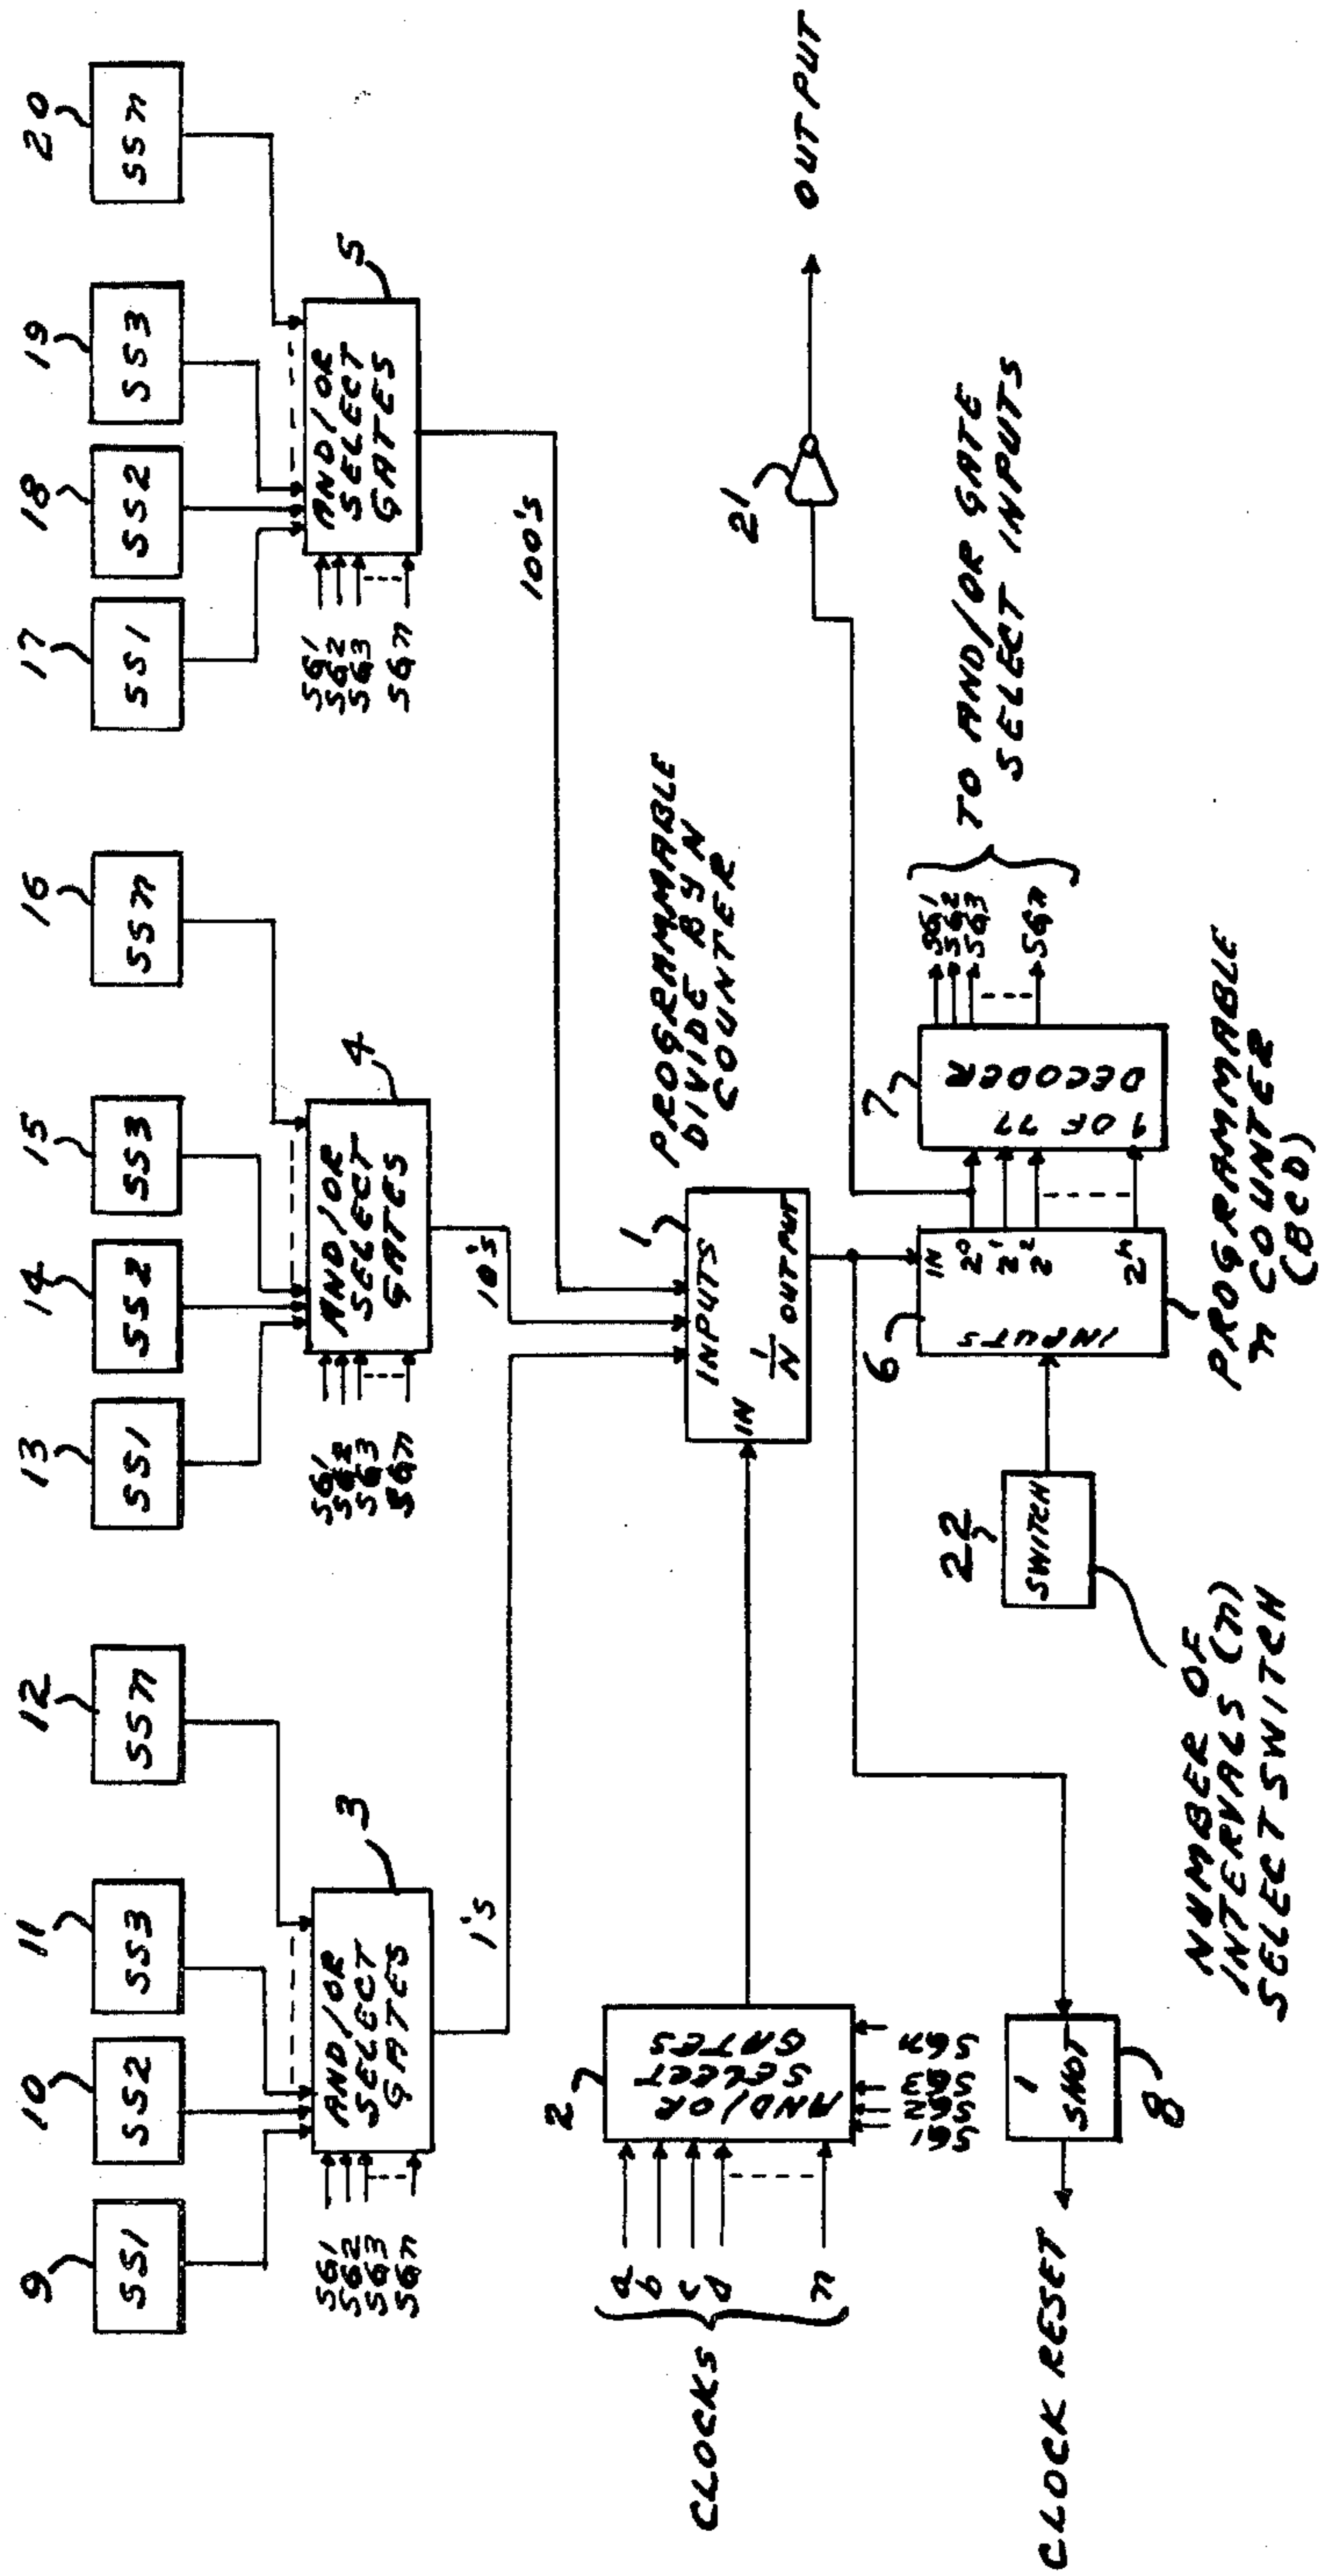 9
10
11
12
13
14
15
16
17
18
19
20
SS1
SS2
SS3
SSn
SS1
SS2
SS3
SSn
SS1
SS2
SS3
SSn
SG1
SG2
SG3
SGn
AND/OR
SELECT
GATES
3
SG1
SG2
SG3
SGn
AND/OR
SELECT
GATES
4
SG1
SG2
SG3
SGn
AND/OR
SELECT
GATES
5
1's
10's
100's
CLOCKS
a
b
c
d
n
2
AND/OR
SELECT
GATES
SG1
SG2
SG3
SGn
INPUTS
IN
1/N OUTPUT
1
PROGRAMMABLE
DIVIDE BY N
COUNTER
21
OUTPUT
CLOCK RESET
1
SHOT
8
22
SWITCH
NUMBER OF
INTERVALS (n)
SELECT SWITCH
6
INPUTS
IN
2⁰
2¹
2²
2ⁿ
PROGRAMMABLE
n COUNTER
(BCD)
7
1 OF n
DECODER
SG1
SG2
SG3
SGn
TO AND/OR GATE
SELECT INPUTS